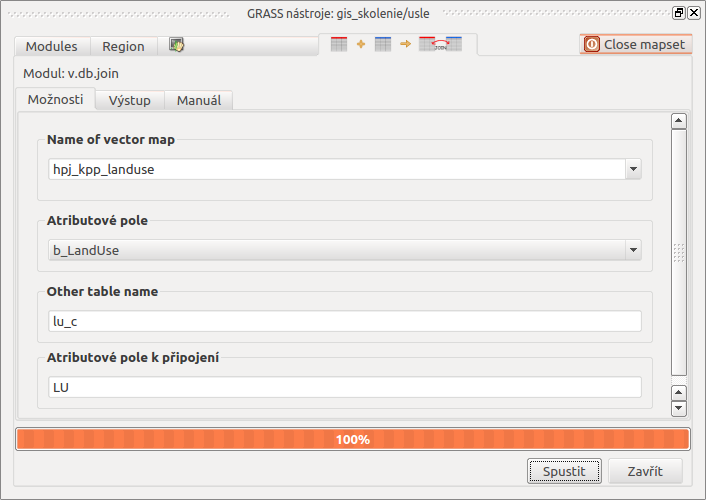 GRASS nástroje: gis_skolenie/usle
Modules Region JOIN Close mapset
Modul: v.db.join
Možnosti Výstup Manuál
Name of vector map
hpj_kpp_landuse
Atributové pole
b_LandUse
Other table name
lu_c
Atributové pole k připojení
LU
100%
Spustit Zavřít